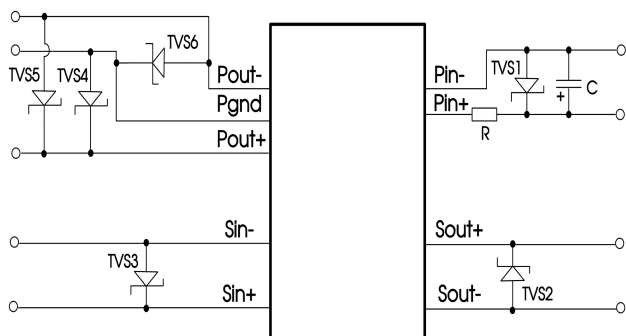 TVS6
TVS5
TVS4
Pout-
Pgnd
Pout+
Sin-
TVS3
Sin+
Pin-
TVS1
C
+
Pin+
R
Sout+
Sout-
TVS2